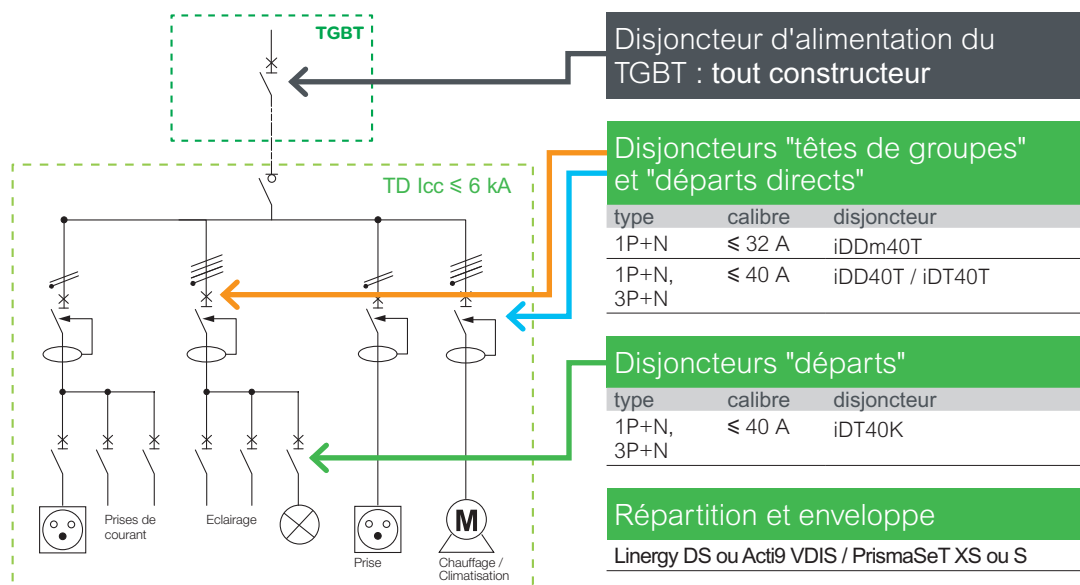 TGBT
TD Icc ⩽ 6 kA
Prises de
courant
Eclairage
Prise
M
Chauffage /
Climatisation
Disjoncteur d'alimentation du
TGBT : tout constructeur
Disjoncteurs "têtes de groupes"
et "départs directs"
type calibre disjoncteur
1P+N ⩽ 32 A iDDm40T
1P+N, ⩽ 40 A iDD40T / iDT40T
3P+N
Disjoncteurs "départs"
type calibre disjoncteur
1P+N, ⩽ 40 A iDT40K
3P+N
Répartition et enveloppe
Linergy DS ou Acti9 VDIS / PrismaSeT XS ou S